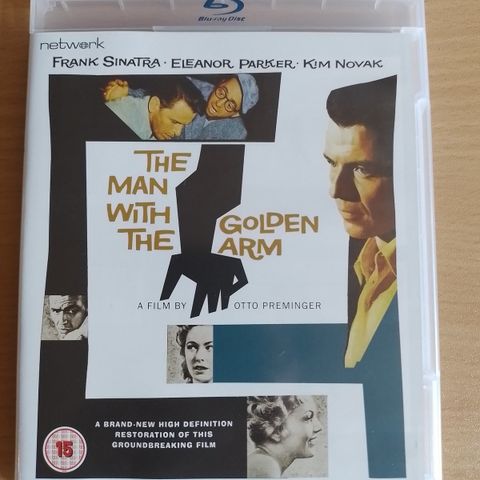 Blu-ray Disc
network
FRANK SINATRA · ELEANOR PARKER · KIM NOVAK
THE
MAN
WITH
THE
GOLDEN
ARM
A FILM BY OTTO PREMINGER
A BRAND-NEW HIGH DEFINITION
RESTORATION OF THIS
GROUNDBREAKING FILM
15